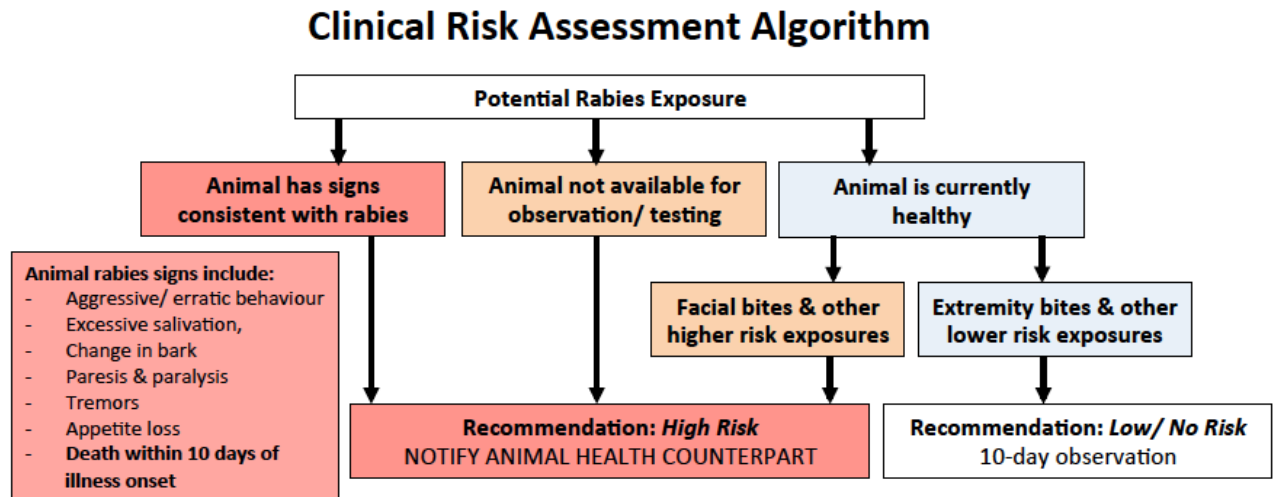 Clinical Risk Assessment Algorithm
Potential Rabies Exposure
Animal has signs
consistent with rabies
Animal not available for
observation/ testing
Animal is currently
healthy
Animal rabies signs include:
- Aggressive/ erratic behaviour
- Excessive salivation,
- Change in bark
- Paresis & paralysis
- Tremors
- Appetite loss
- Death within 10 days of
illness onset
Facial bites & other
higher risk exposures
Extremity bites & other
lower risk exposures
Recommendation: High Risk
NOTIFY ANIMAL HEALTH COUNTERPART
Recommendation: Low/ No Risk
10-day observation